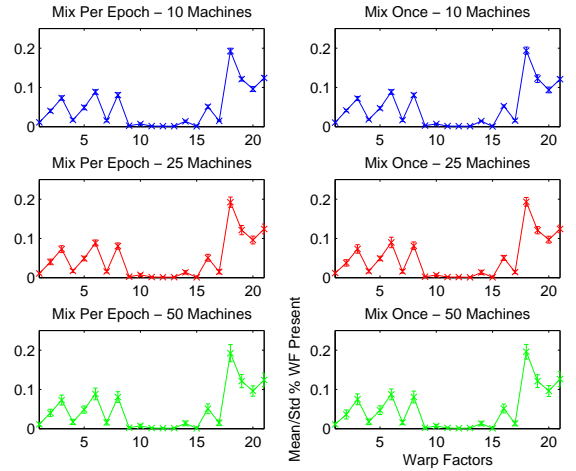 Mix Per Epoch − 10 Machines
0.2
0.1
0
5 10 15 20
Mix Once − 10 Machines
0.2
0.1
0
5 10 15 20
Mix Per Epoch − 25 Machines
0.2
0.1
0
5 10 15 20
Mix Once − 25 Machines
0.2
0.1
0
5 10 15 20
Mix Per Epoch − 50 Machines
0.2
0.1
0
5 10 15 20
Mix Once − 50 Machines
0.2
0.1
0
5 10 15 20
Mean/Std % WF Present
Warp Factors